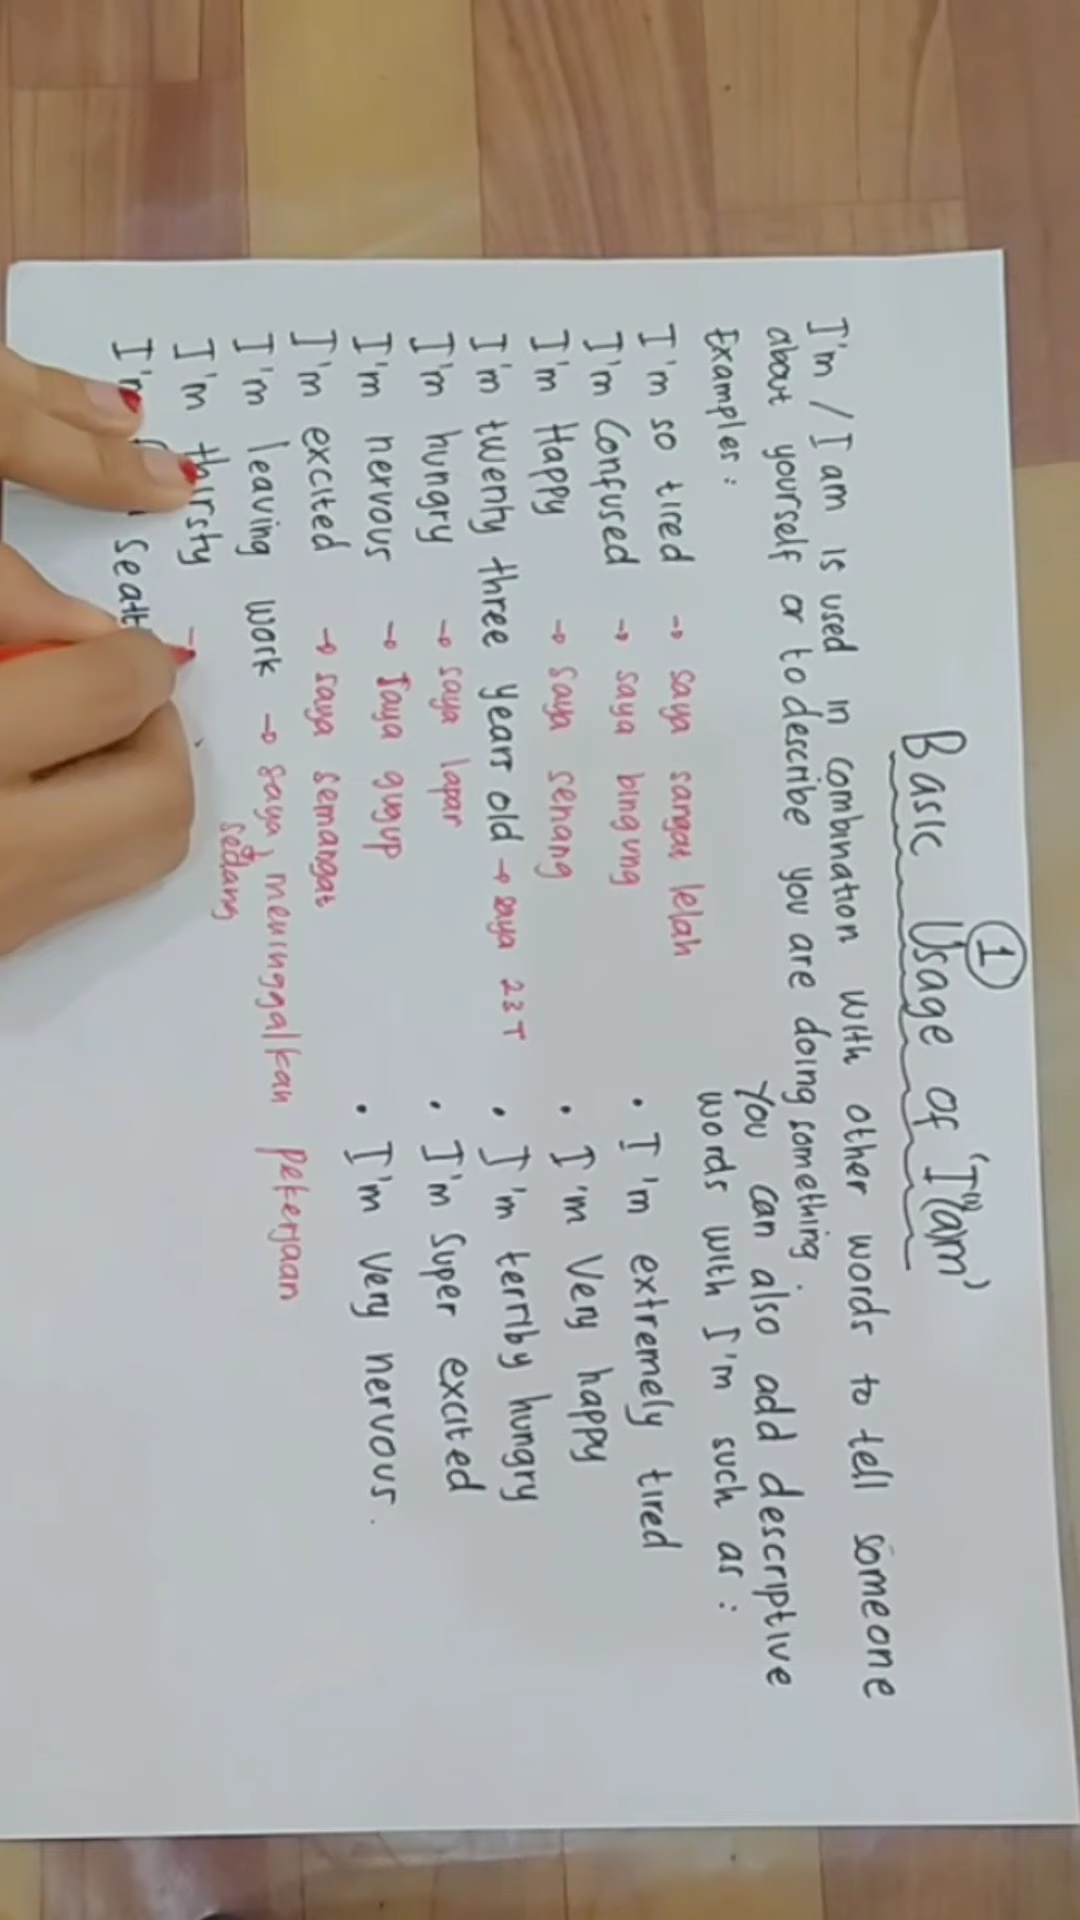 1
Basic Usage of 'I"am'
I'm / I am is used in combination with other words to tell someone
about yourself or to describe you are doing something.
Examples:
I'm so tired → saya sangat lelah
I'm Confused → saya bingung
I'm Happy → saya senang
I'm twenty three years old → saya 23 T
I'm hungry → saya lapar
I'm nervous → saya gugup
I'm excited → saya semangat
I'm leaving work → saya meninggalkan pekerjaan
sedang
I'm thirsty →
I'm
You can also add descriptive
words with I'm such as :
• I'm extremely tired
• I'm Very happy
• I'm terriby hungry
• I'm Super excited
• I'm Very nervous.